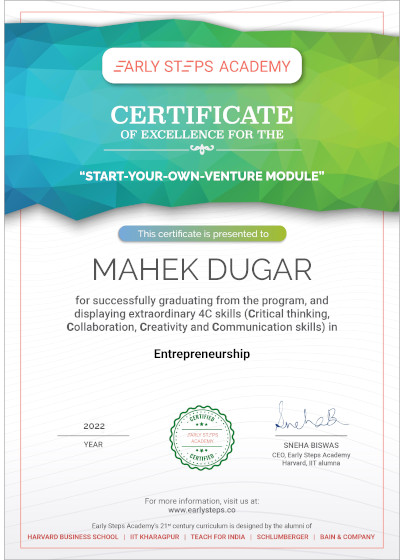 EARLY STEPS ACADEMY
CERTIFICATE
OF EXCELLENCE FOR THE
“START-YOUR-OWN-VENTURE MODULE”
This certificate is presented to
MAHEK DUGAR
for successfully graduating from the program, and
displaying extraordinary 4C skills (Critical thinking,
Collaboration, Creativity and Communication skills) in
Entrepreneurship
2022
YEAR
CERTIFIED
EARLY STEPS
ACADEMY
CERTIFIED
SnehaB
SNEHA BISWAS
CEO, Early Steps Academy
Harvard, IIT alumna
For more information, visit us at:
www.earlysteps.co
Early Steps Academy's 21st century curriculum is designed by the alumni of
HARVARD BUSINESS SCHOOL | IIT KHARAGPUR | TEACH FOR INDIA | SCHLUMBERGER | BAIN & COMPANY